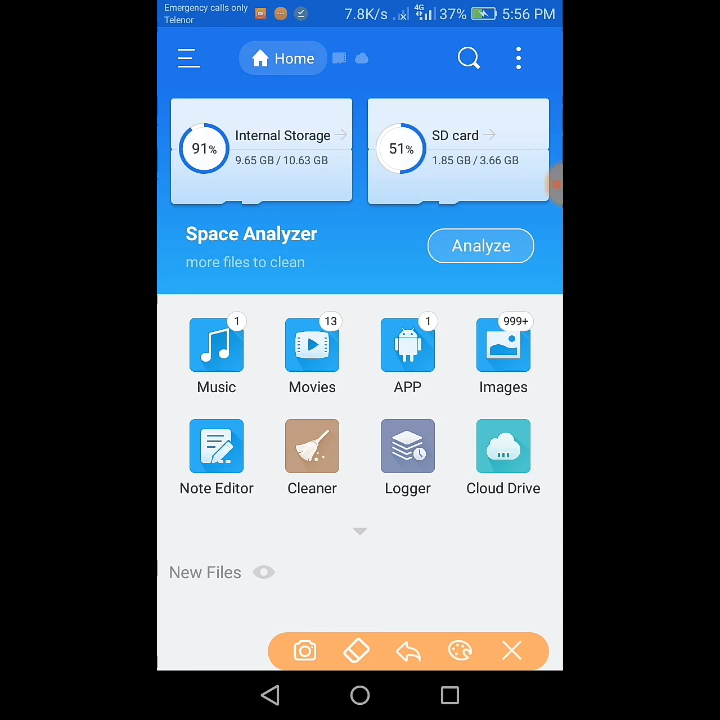 Emergency calls only
Telenor
7.8K/s 4G 37% 5:56 PM
Home
91% Internal Storage
9.65 GB / 10.63 GB
51% SD card
1.85 GB / 3.66 GB
Space Analyzer
more files to clean
Analyze
1 13 1 999+
Music Movies APP Images
Note Editor Cleaner Logger Cloud Drive
New Files